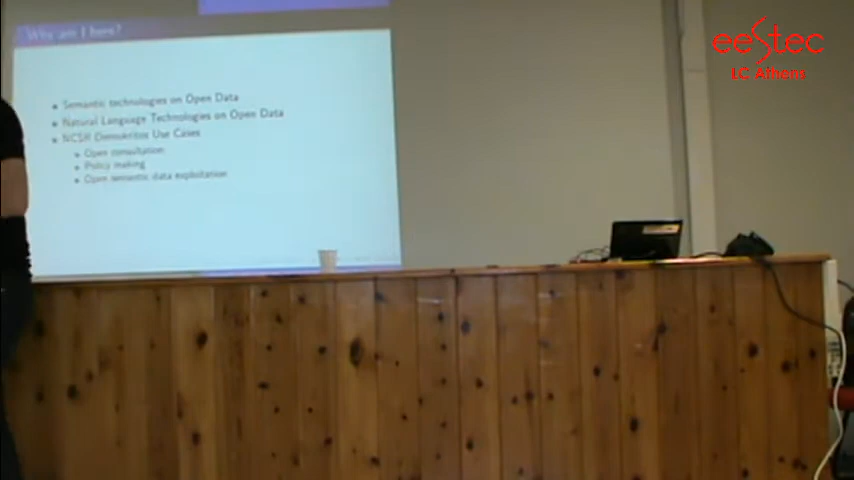 Why am I here?
Semantic technologies on Open Data
Natural Language Technologies on Open Data
NCSR Demokritos Use Cases
Open consultation
Policy making
Open semantic data exploitation
eeStec
LC Athens